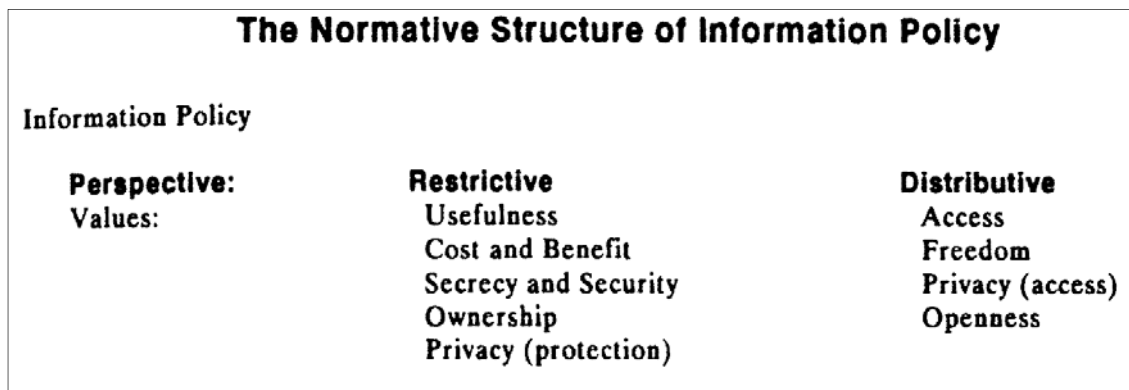 The Normative Structure of Information Policy
Information Policy
Perspective: Restrictive Distributive
Values: Usefulness Access
Cost and Benefit Freedom
Secrecy and Security Privacy (access)
Ownership Openness
Privacy (protection)